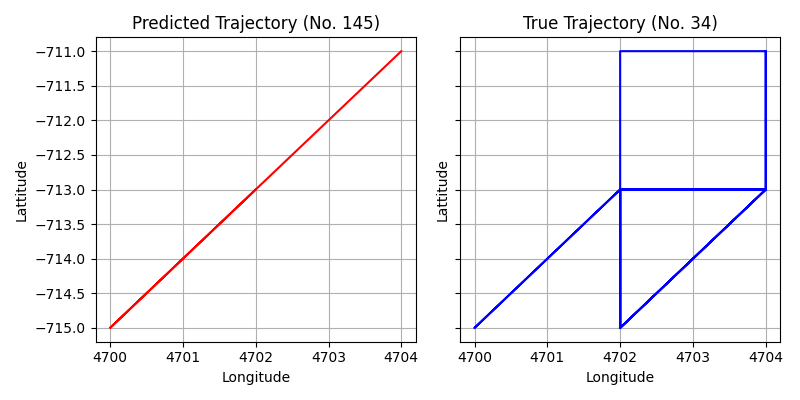 Predicted Trajectory (No. 145)
True Trajectory (No. 34)
−711.0
−711.5
−712.0
−712.5
−713.0
−713.5
−714.0
−714.5
−715.0
Lattitude
Lattitude
4700 4701 4702 4703 4704
4700 4701 4702 4703 4704
Longitude
Longitude